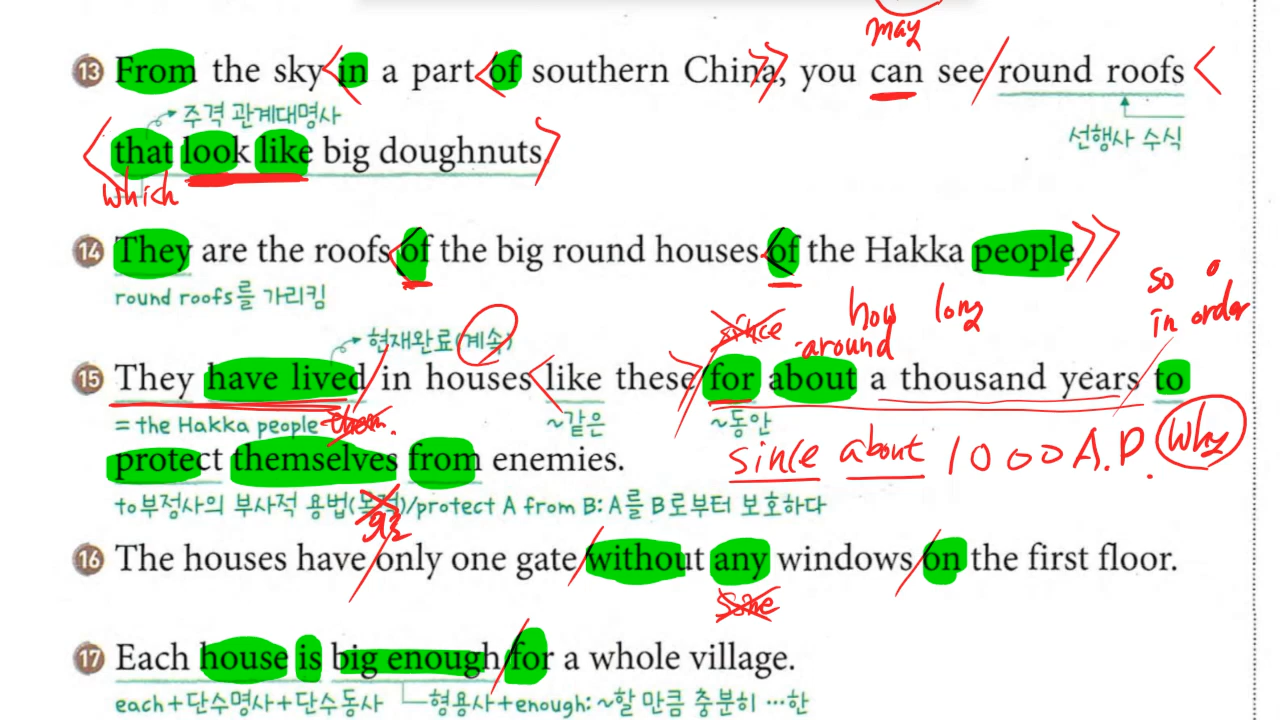 may
13 From the sky in a part of southern China, you can see round roofs
주격 관계대명사
선행사 수식
that look like big doughnuts.
which
14 They are the roofs of the big round houses of the Hakka people.
round roofs를 가리킴
so
in order
how long
since
around
현재완료(계속)
15 They have lived in houses like these for about a thousand years to
= the Hakka people
them.
~같은
~동안
since about 1000 A.D. why
protect themselves from enemies.
to부정사의 부사적 용법(목적)/protect A from B: A를 B로부터 보호하다
16 The houses have only one gate without any windows on the first floor.
some
17 Each house is big enough for a whole village.
each+단수명사+단수동사
형용사+enough: ~할 만큼 충분히 …한